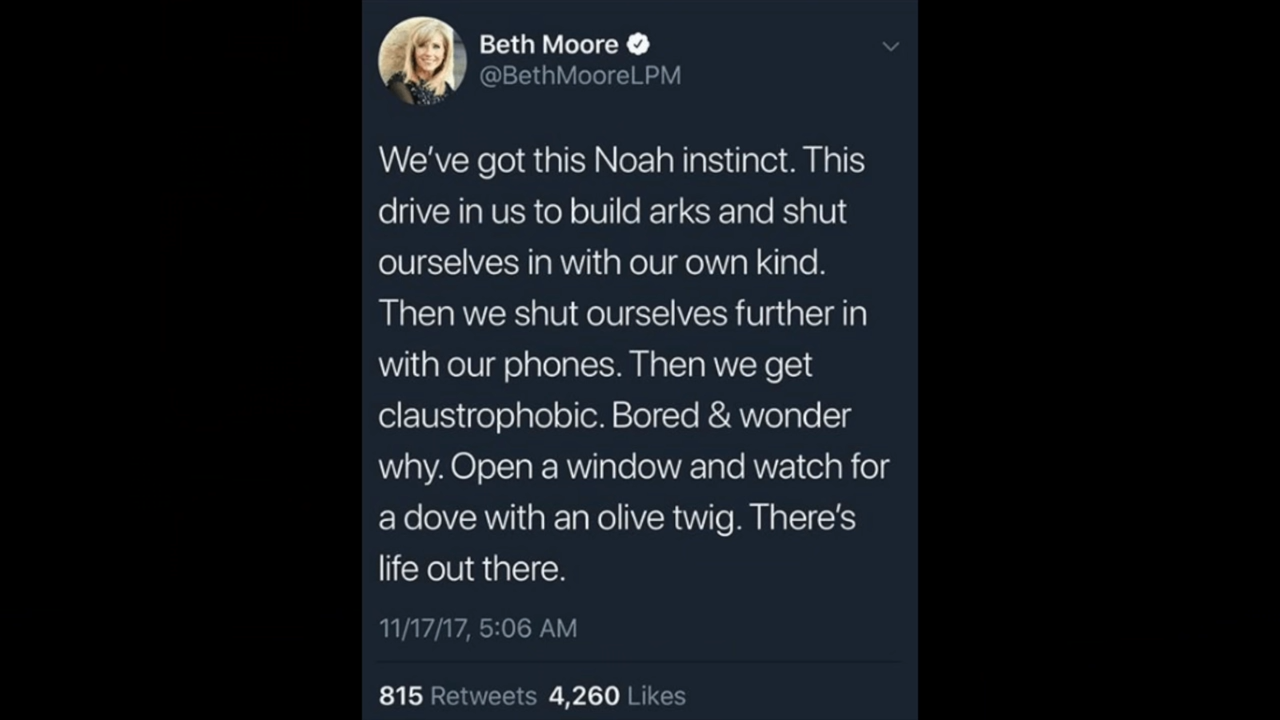 Beth Moore
@BethMooreLPM
We've got this Noah instinct. This
drive in us to build arks and shut
ourselves in with our own kind.
Then we shut ourselves further in
with our phones. Then we get
claustrophobic. Bored & wonder
why. Open a window and watch for
a dove with an olive twig. There's
life out there.
11/17/17, 5:06 AM
815 Retweets 4,260 Likes